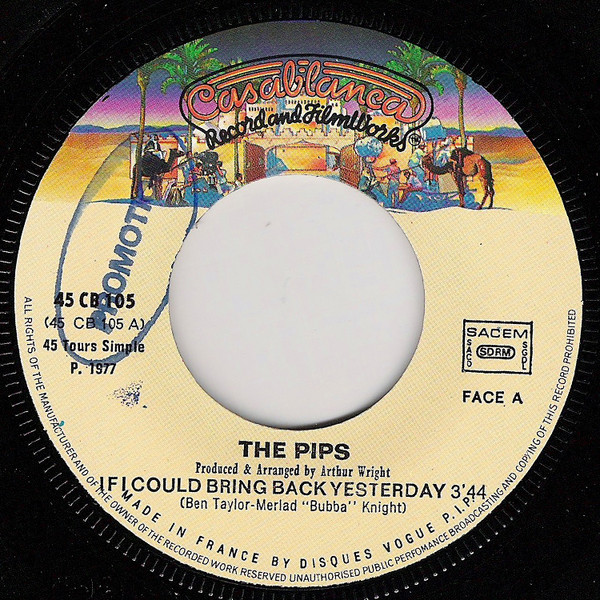 Casablanca
Record and FilmWorks
PROMOTI
45 CB 105
(45 CB 105 A)
45 Tours Simple
P. 1977
SACEM
SACD
SDRM
SGDL
FACE A
THE PIPS
Produced & Arranged by Arthur Wright
IF I COULD BRING BACK YESTERDAY 3'44
(Ben Taylor-Merlad "Bubba" Knight)
MADE IN FRANCE BY DISQUES VOGUE P.I.P.
ALL RIGHTS OF THE MANUFACTURER AND OF THE OWNER OF THE RECORDED WORK RESERVED UNAUTHORISED PUBLIC PERFOMANCE BROADCASTING AND COPYING OF THIS RECORD PROHIBITED